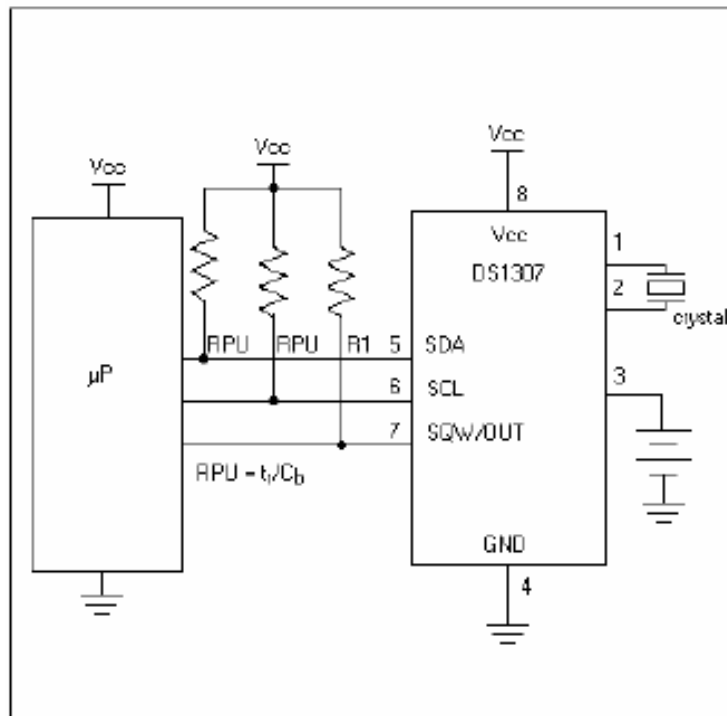 Vcc
Vcc
Vcc
8
Vcc
DS1307
1
2
crystal
RPU
RPU
R1
5
SDA
μP
6
SCL
3
7
SQW/OUT
RPU = tr/Cb
GND
4